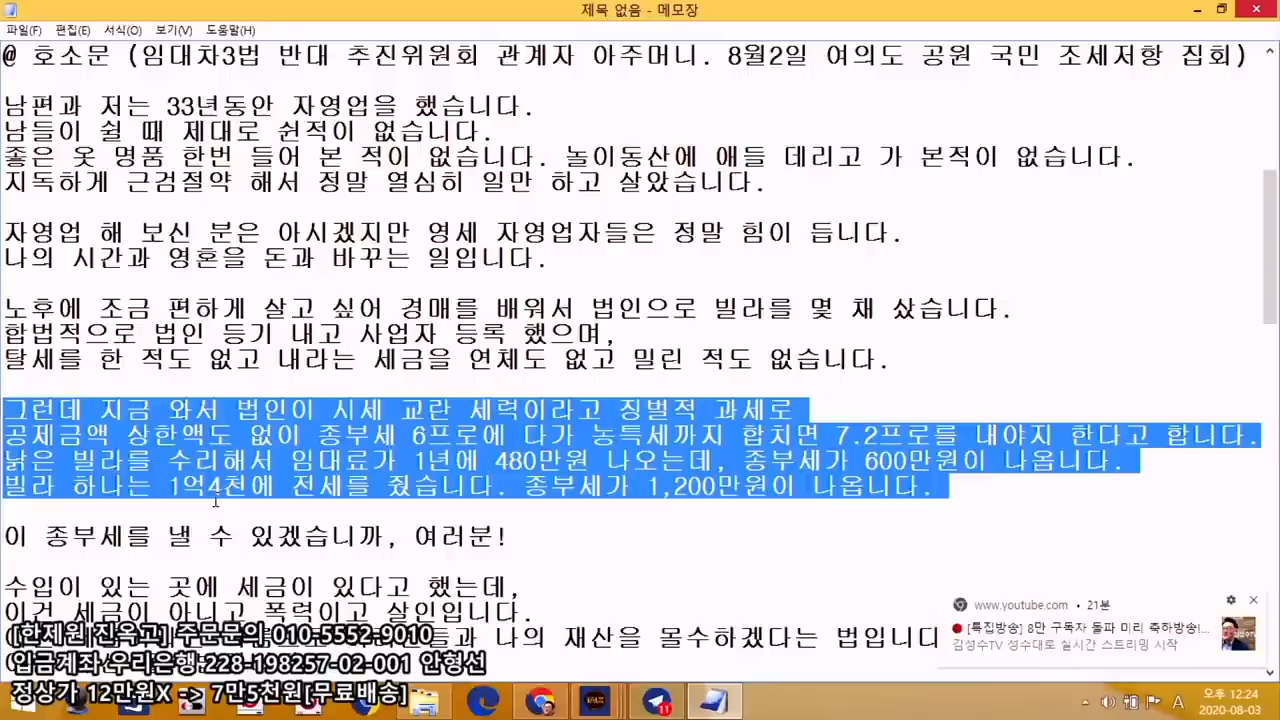 제목 없음 - 메모장
파일(F) 편집(E) 서식(O) 보기(V) 도움말(H)
@ 호소문 (임대차3법 반대 추진위원회 관계자 아주머니. 8월2일 여의도 공원 국민 조세저항 집회)
남편과 저는 33년동안 자영업을 했습니다.
남들이 쉴 때 제대로 쉰적이 없습니다.
좋은 옷 명품 한번 들어 본 적이 없습니다. 놀이동산에 애들 데리고 가 본적이 없습니다.
지독하게 근검절약 해서 정말 열심히 일만 하고 살았습니다.
자영업 해 보신 분은 아시겠지만 영세 자영업자들은 정말 힘이 듭니다.
나의 시간과 영혼을 돈과 바꾸는 일입니다.
노후에 조금 편하게 살고 싶어 경매를 배워서 법인으로 빌라를 몇 채 샀습니다.
합법적으로 법인 등기 내고 사업자 등록 했으며,
탈세를 한 적도 없고 내라는 세금을 연체도 없고 밀린 적도 없습니다.
그런데 지금 와서 법인이 시세 교란 세력이라고 징벌적 과세로
공제금액 상한액도 없이 종부세 6프로에 다가 농특세까지 합치면 7.2프로를 내야지 한다고 합니다.
낡은 빌라를 수리해서 임대료가 1년에 480만원 나오는데, 종부세가 600만원이 나옵니다.
빌라 하나는 1억4천에 전세를 줬습니다. 종부세가 1,200만원이 나옵니다.
이 종부세를 낼 수 있겠습니까, 여러분!
수입이 있는 곳에 세금이 있다고 했는데,
이건 세금이 아니고 폭력이고 살인입니다.
나의 재산을 몰수하겠다는 법입니다
www.youtube.com • 21분
[특집방송] 8만 구독자 돌파 미리 축하방송!...
김성수TV 성수대로 실시간 스트리밍 시작
[한제원 진옥고] 주문문의 010-5552-9010
입금계좌 우리은행 228-198257-02-001 안형선
정상가 12만원X => 7만5천원[무료배송]
11
A
오후 12:24
2020-08-03